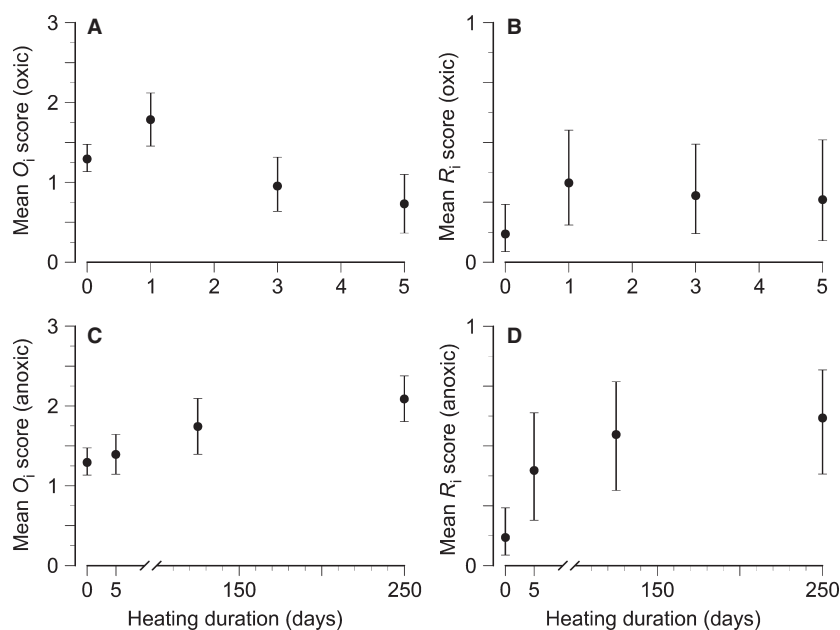 A
Mean Oi score (oxic)
3
2
1
0
0 1 2 3 4 5
B
Mean Ri score (oxic)
1
0
0 1 2 3 4 5
C
Mean Oi score (anoxic)
3
2
1
0
0 5 150 250
Heating duration (days)
D
Mean Ri score (anoxic)
1
0
0 5 150 250
Heating duration (days)